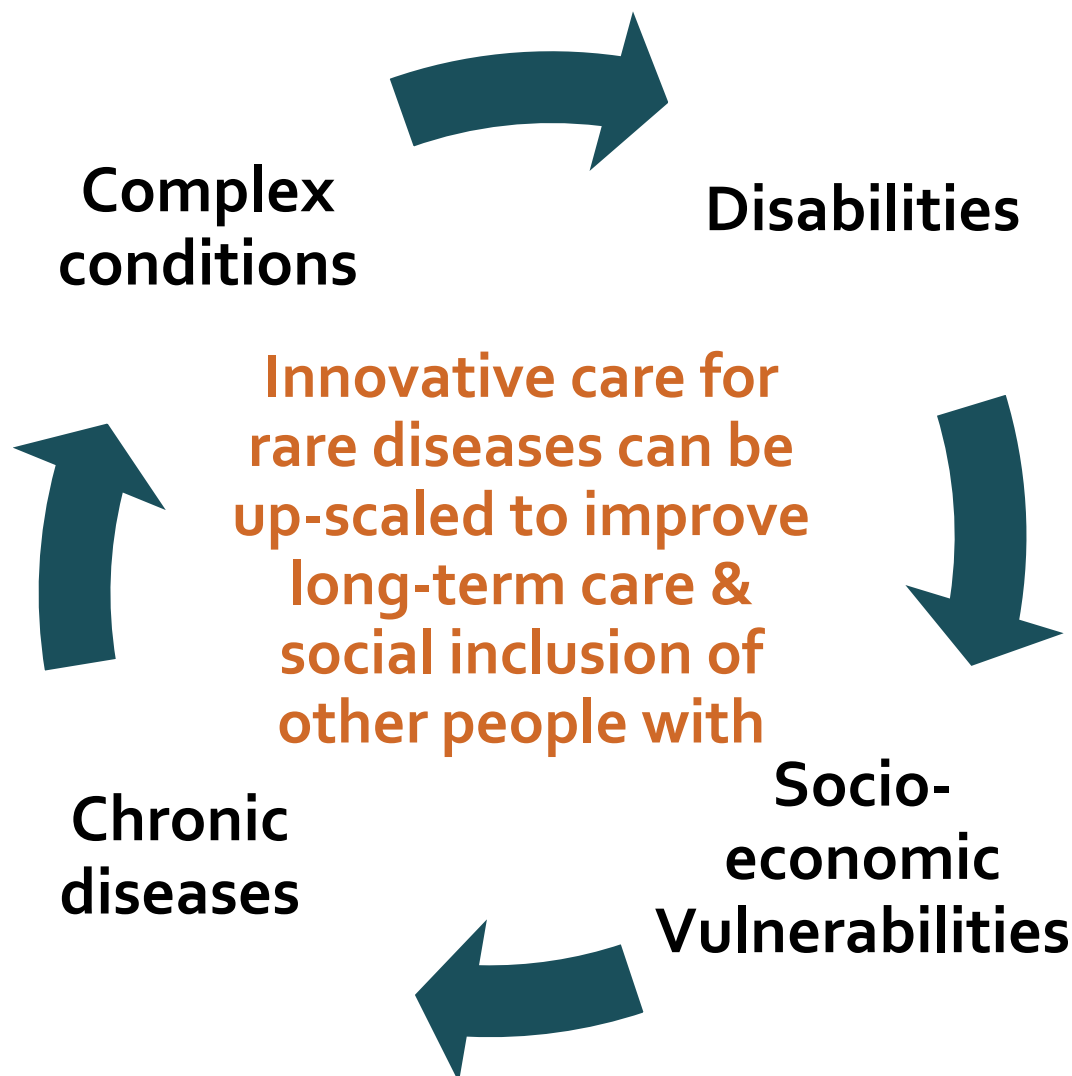 Complex
conditions
Disabilities
Innovative care for
rare diseases can be
up-scaled to improve
long-term care &
social inclusion of
other people with
Socio-
economic
Vulnerabilities
Chronic
diseases